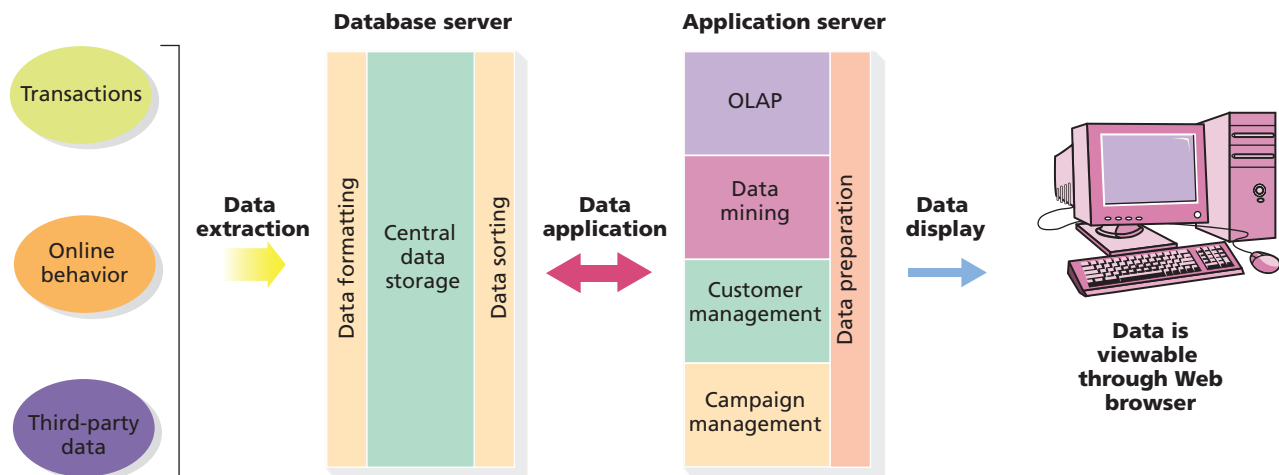 Database server
Application server
Transactions
Online
behavior
Third-party
data
Data
extraction
Data formatting
Central
data
storage
Data sorting
Data
application
OLAP
Data
mining
Customer
management
Campaign
management
Data preparation
Data
display
Data is
viewable
through Web
browser